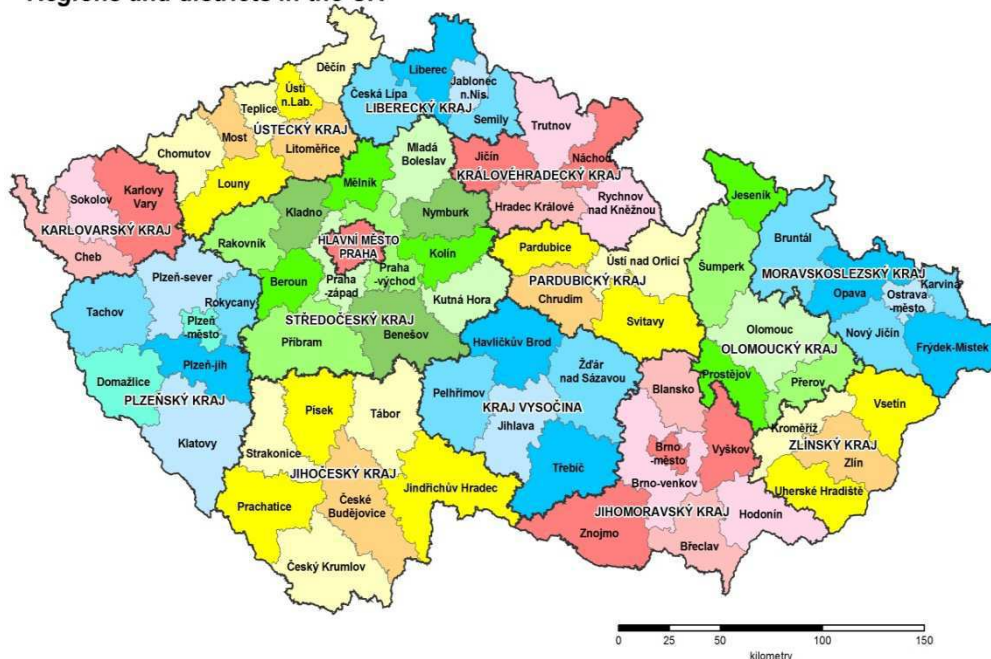 Regions and districts in the CR
Děčín
Ústí
n.Lab.
Teplice
ÚSTECKÝ KRAJ
Most
Litoměřice
Chomutov
Louny
Liberec
Jablonec
n.Nis.
Česká Lípa
LIBERECKÝ KRAJ
Semily
Trutnov
Jičín
Náchod
KRÁLOVÉHRADECKÝ KRAJ
Hradec Králové
Rychnov
nad Kněžnou
Sokolov
Karlovy
Vary
KARLOVARSKÝ KRAJ
Cheb
Mladá
Boleslav
Mělník
Kladno
Nymburk
Rakovník
HLAVNÍ MĚSTO
PRAHA
Kolín
Beroun
Praha
-západ
Praha
-východ
Kutná Hora
STŘEDOČESKÝ KRAJ
Příbram
Benešov
Plzeň-sever
Rokycany
Tachov
Plzeň
-město
Plzeň-jih
Domažlice
PLZEŇSKÝ KRAJ
Klatovy
Pardubice
Ústí nad Orlicí
PARDUBICKÝ KRAJ
Chrudim
Svitavy
Jeseník
Šumperk
Olomouc
OLOMOUCKÝ KRAJ
Prostějov
Přerov
Bruntál
MORAVSKOSLEZSKÝ KRAJ
Karviná
Opava
Ostrava-
město
Nový Jičín
Frýdek-Místek
Havlíčkův Brod
Žďár
nad Sázavou
Pelhřimov
KRAJ VYSOČINA
Jihlava
Třebíč
Písek
Tábor
Strakonice
JIHOČESKÝ KRAJ
Jindřichův Hradec
Prachatice
České
Budějovice
Český Krumlov
Blansko
Brno
-město
Vyškov
Brno-venkov
JIHOMORAVSKÝ KRAJ
Hodonín
Znojmo
Břeclav
Vsetín
Kroměříž
ZLÍNSKÝ KRAJ
Zlín
Uherské Hradiště
0 25 50 100 150
kilometry